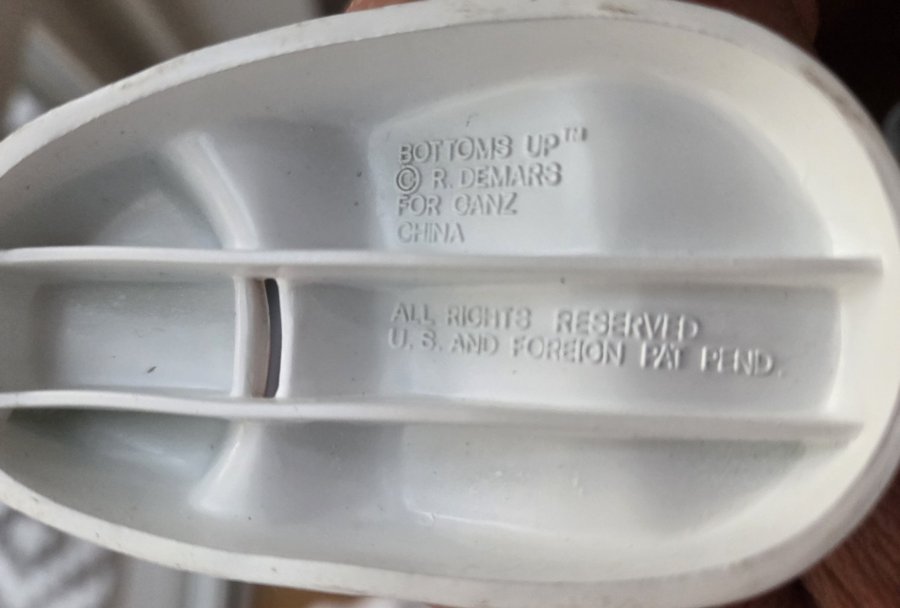 BOTTOMS UP™
© R. DEMARS
FOR GANZ
CHINA
ALL RIGHTS RESERVED
U. S. AND FOREIGN PAT PEND.